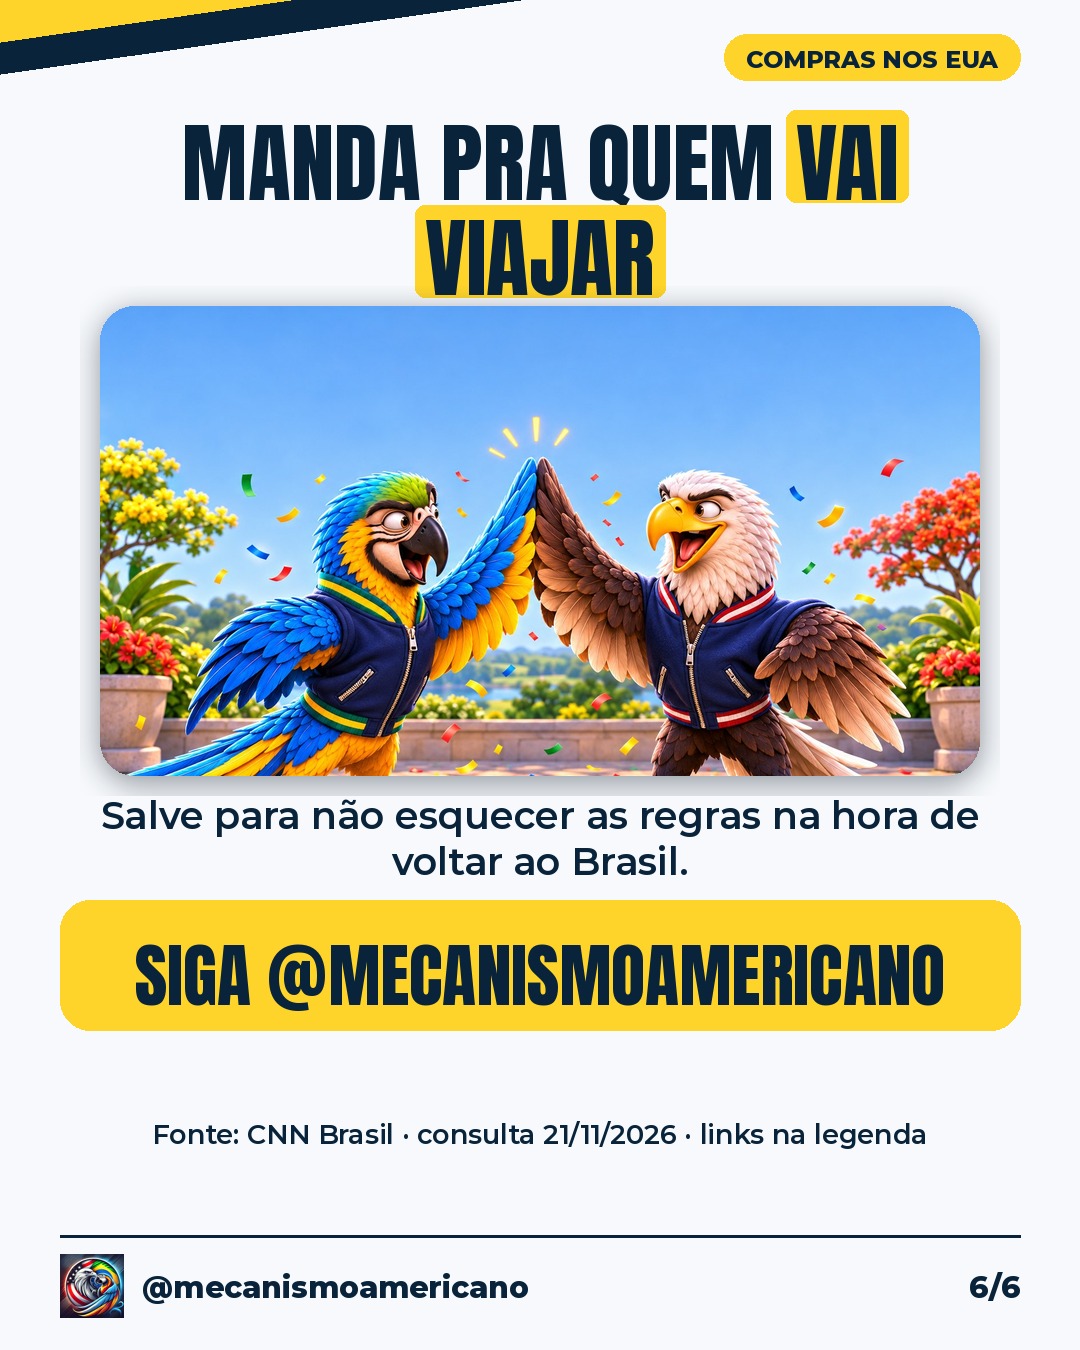 COMPRAS NOS EUA
MANDA PRA QUEM VAI
VIAJAR
Salve para não esquecer as regras na hora de
voltar ao Brasil.
SIGA @MECANISMOAMERICANO
Fonte: CNN Brasil · consulta 21/11/2026 · links na legenda
@mecanismoamericano
6/6